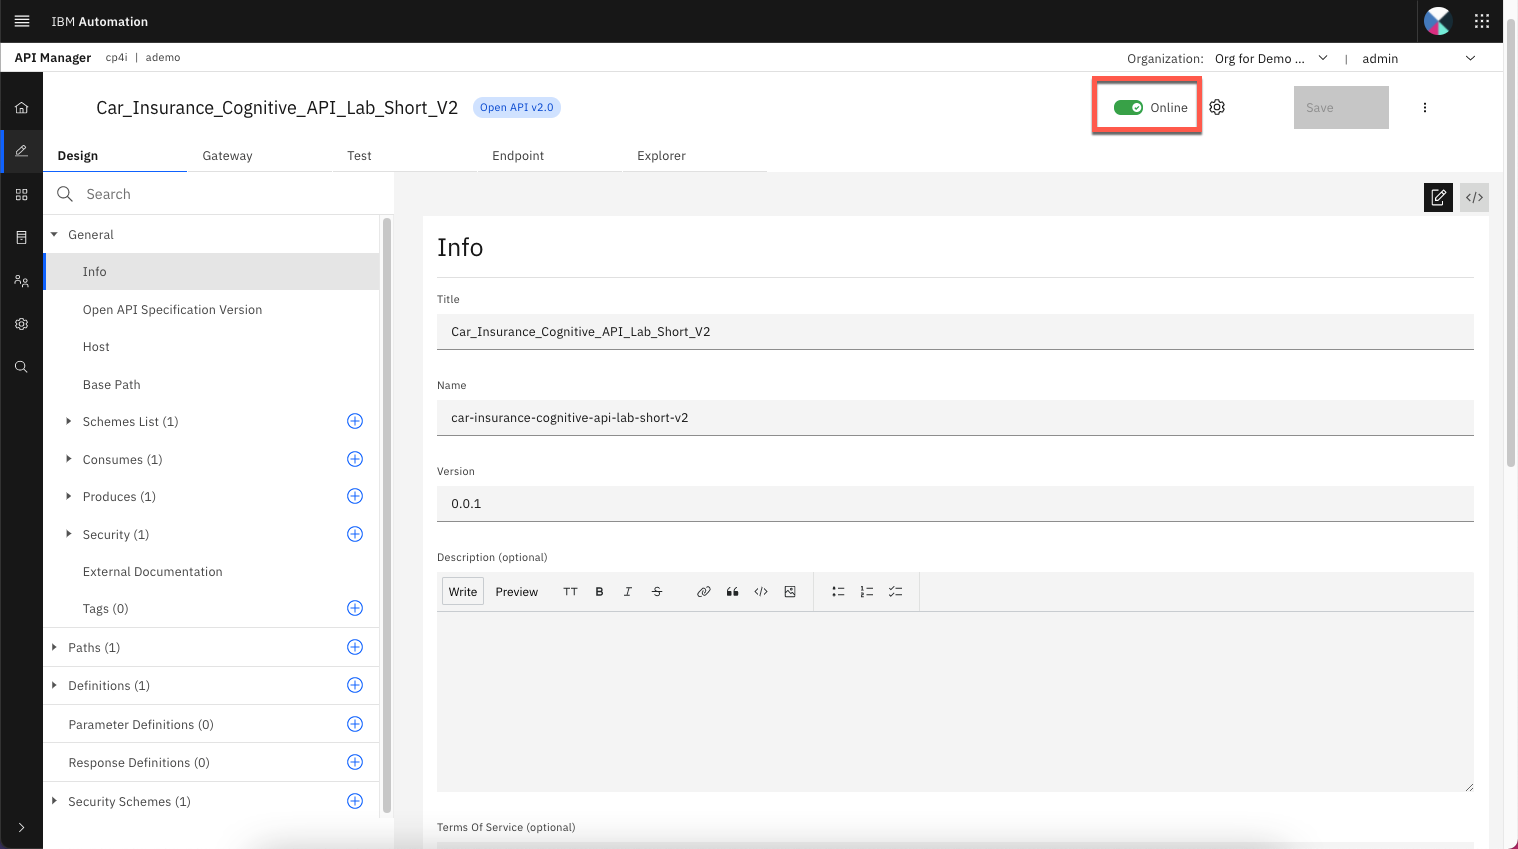 IBM Automation
API Manager cp4i | ademo
Organization: Org for Demo ... | admin
Car_Insurance_Cognitive_API_Lab_Short_V2 Open API v2.0
Online
Save
Design Gateway Test Endpoint Explorer
Search
General
Info
Open API Specification Version
Host
Base Path
Schemes List (1)
Consumes (1)
Produces (1)
Security (1)
External Documentation
Tags (0)
Paths (1)
Definitions (1)
Parameter Definitions (0)
Response Definitions (0)
Security Schemes (1)
Info
Title
Car_Insurance_Cognitive_API_Lab_Short_V2
Name
car-insurance-cognitive-api-lab-short-v2
Version
0.0.1
Description (optional)
Write Preview TT B I S
Terms Of Service (optional)